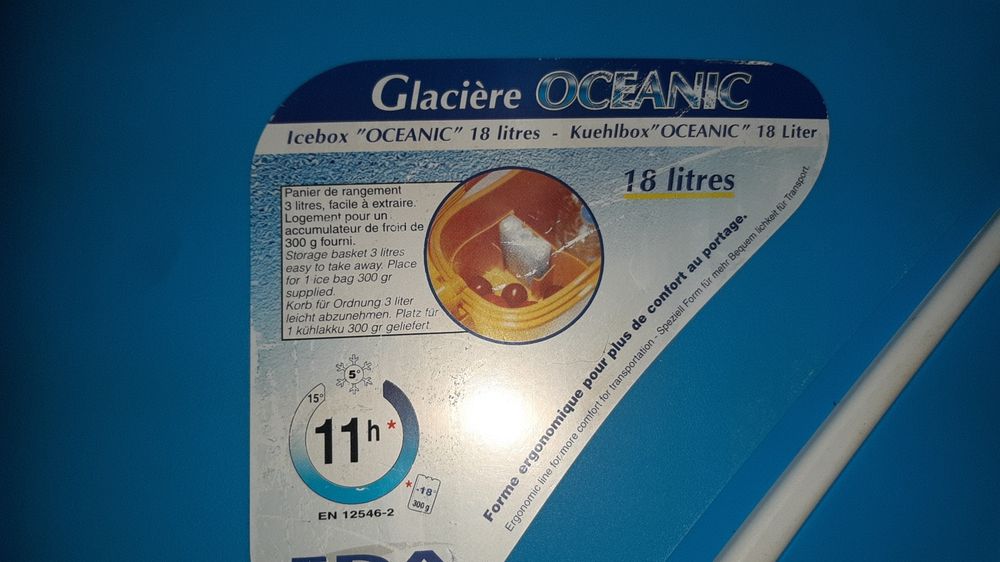 Glacière OCEANIC
Icebox "OCEANIC" 18 litres - Kuehlbox"OCEANIC" 18 Liter
18 litres
Panier de rangement
3 litres, facile à extraire.
Logement pour un
accumulateur de froid de
300 g fourni.
Storage basket 3 litres
easy to take away. Place
for 1 ice bag 300 gr
supplied.
Korb für Ordnung 3 liter
leicht abzunehmen. Platz für
1 kühlakku 300 gr geliefert.
Forme ergonomique pour plus de confort au portage.
Ergonomic line for more comfort for transportation - Speziell Form für mehr Bequem lichkeit für Transport
5°
15°
11h *
* -18°
300 g
EN 12546-2